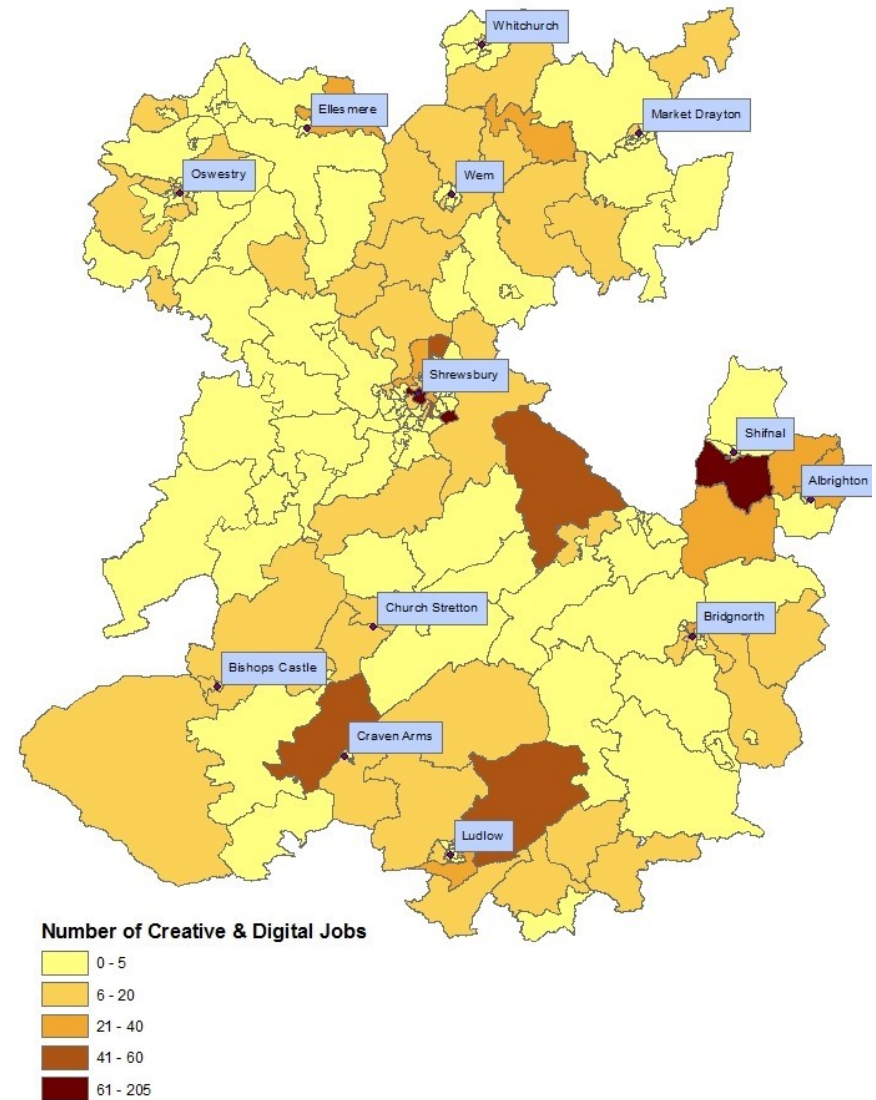 Whitchurch
Ellesmere
Market Drayton
Oswestry
Wem
Shrewsbury
Shifnal
Albrighton
Church Stretton
Bridgnorth
Bishops Castle
Craven Arms
Ludlow
Number of Creative & Digital Jobs
0 - 5
6 - 20
21 - 40
41 - 60
61 - 205